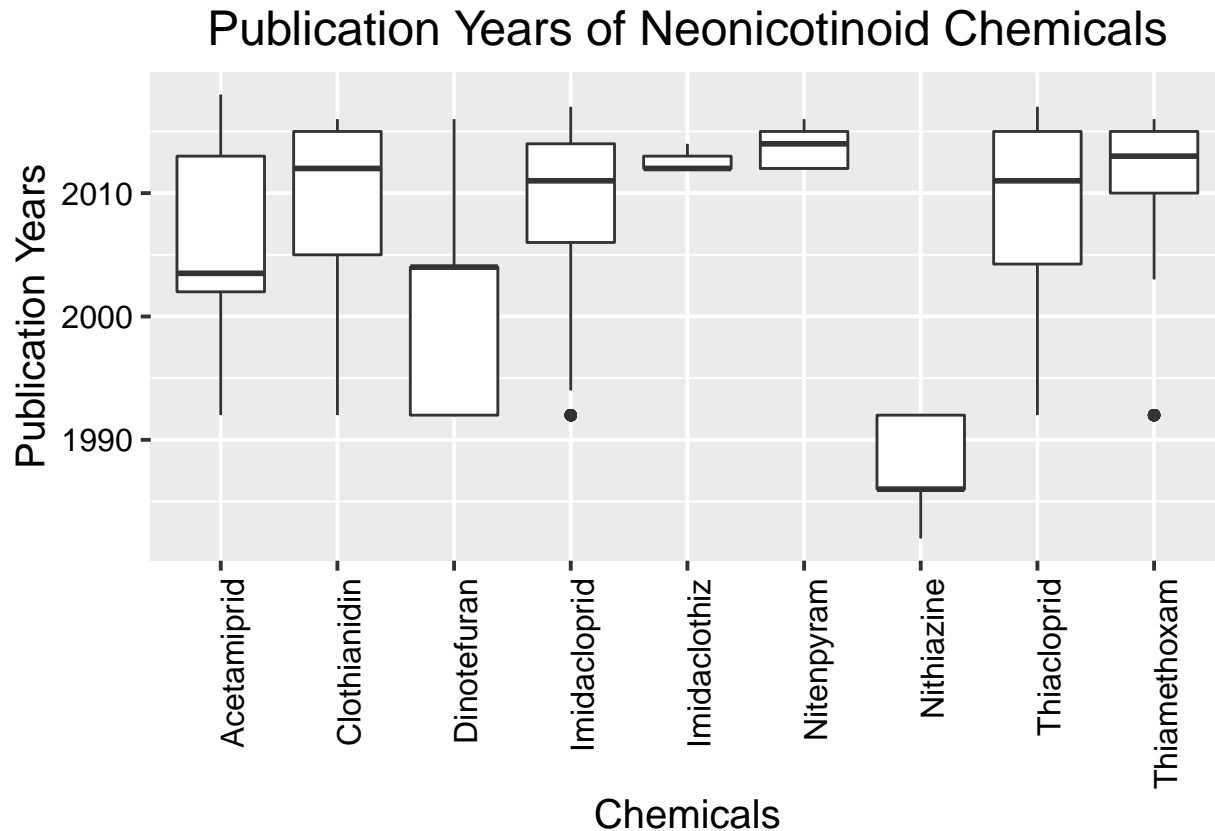 Publication Years of Neonicotinoid Chemicals
Publication Years
2010
2000
1990
Acetamiprid
Clothianidin
Dinotefuran
Imidacloprid
Imidaclothiz
Nitenpyram
Nithiazine
Thiacloprid
Thiamethoxam
Chemicals